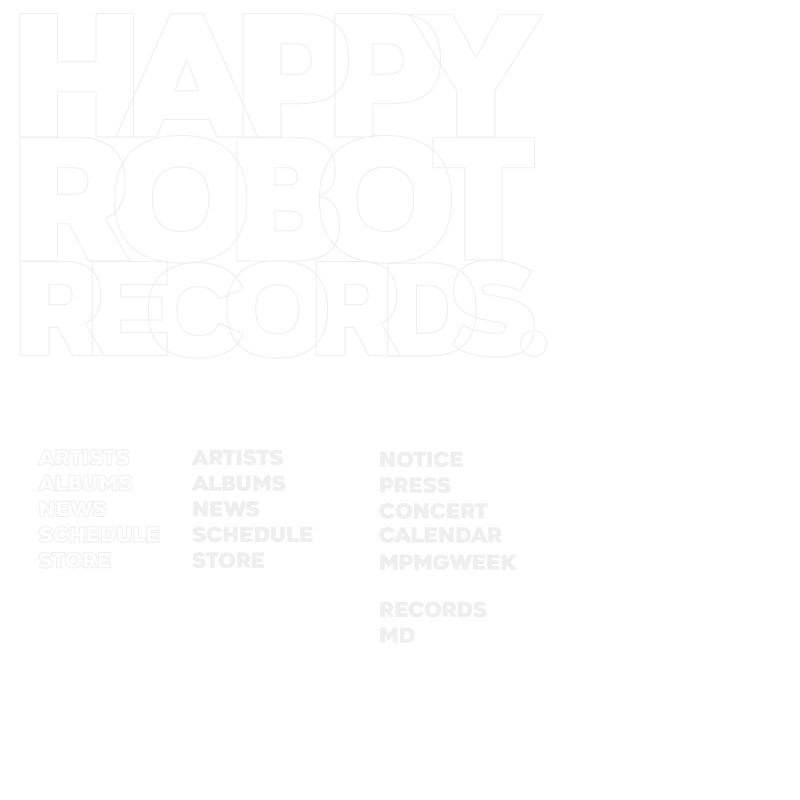 HAPPY
ROBOT
RECORDS.
ARTISTS
ALBUMS
NEWS
SCHEDULE
STORE
ARTISTS
ALBUMS
NEWS
SCHEDULE
STORE
NOTICE
PRESS
CONCERT
CALENDAR
MPMGWEEK
RECORDS
MD